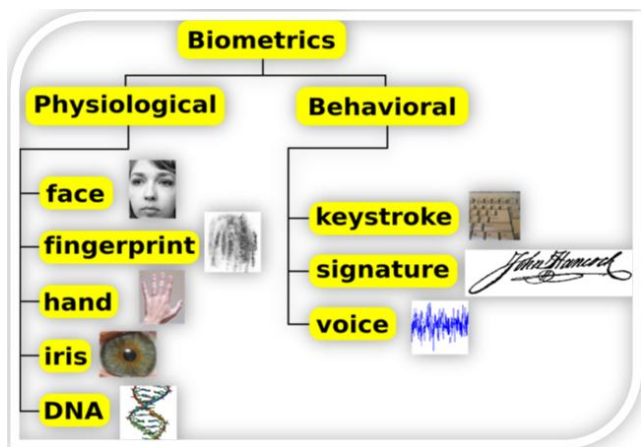 Biometrics
Physiological
Behavioral
face
fingerprint
hand
iris
DNA
keystroke
signature
John Hancock
voice